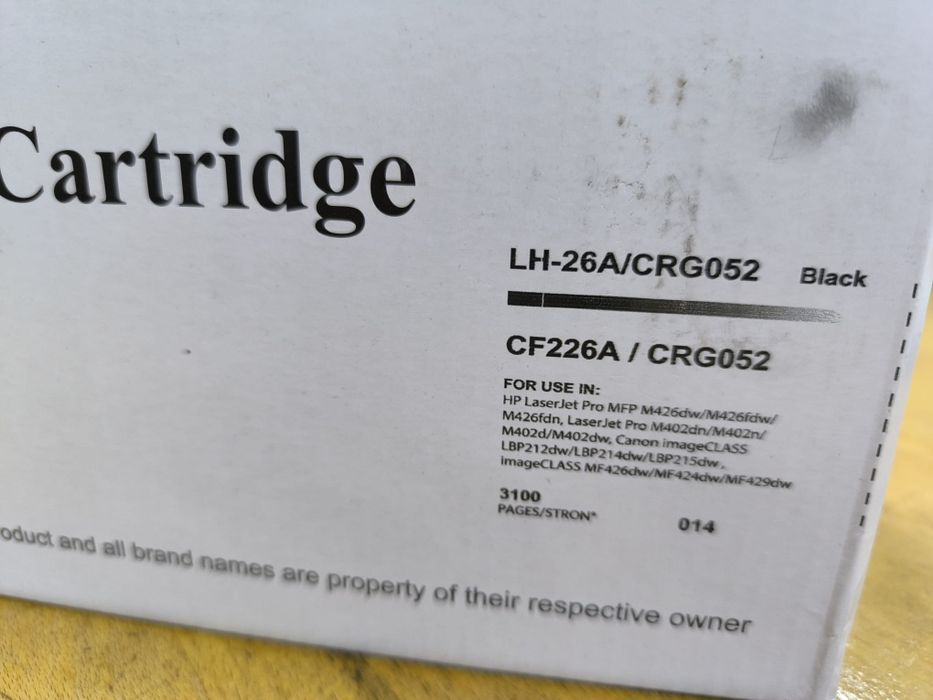 Cartridge
LH-26A/CRG052 Black
CF226A / CRG052
FOR USE IN:
HP LaserJet Pro MFP M426dw/M426fdw/
M426fdn, LaserJet Pro M402dn/M402n/
M402d/M402dw, Canon imageCLASS
LBP212dw/LBP214dw/LBP215dw,
imageCLASS MF426dw/MF424dw/MF429dw
3100
PAGES/STRON*
014
oduct and all brand names are property of their respective owner